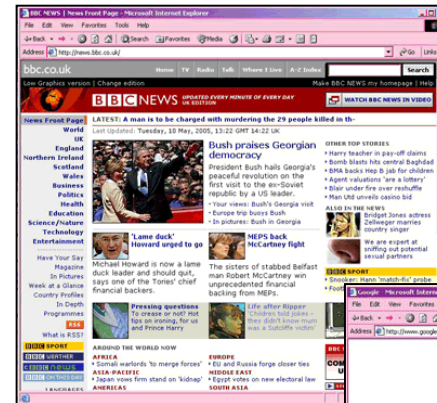 BBC NEWS | News Front Page - Microsoft Internet Explorer
File Edit View Favorites Tools Help
Back Search Favorites Media
Address http://news.bbc.co.uk/ Go Links
bbc.co.uk Home TV Radio Talk Where I Live A-Z Index Search
Low Graphics version | Change edition Make BBC NEWS my homepage | Help
BBC NEWS UPDATED EVERY MINUTE OF EVERY DAY
UK EDITION
WATCH BBC NEWS IN VIDEO
News Front Page
World
UK
England
Northern Ireland
Scotland
Wales
Business
Politics
Health
Education
Science/Nature
Technology
Entertainment
Have Your Say
Magazine
In Pictures
Week at a Glance
Country Profiles
In Depth
Programmes
RSS
What is RSS?
BBC SPORT
BBC WEATHER
CBBC news
BBC ON THIS DAY
LANGUAGES
LATEST: A man is to be charged with murdering the 29 people killed in th-
Last Updated: Tuesday, 10 May, 2005, 13:22 GMT 14:22 UK
Bush praises Georgian
democracy
President Bush hails Georgia's
peaceful revolution on the
first visit to the ex-Soviet
republic by a US leader.
Your views: Bush's Georgia visit
Europe trip buoys Bush
In pictures: Bush in Georgia
'Lame duck'
Howard urged to go
Michael Howard is now a lame
duck leader and should quit,
says one of the Tories' chief
financial backers.
MEPS back
McCartney fight
The sisters of stabbed Belfast
man Robert McCartney win
unprecedented financial
backing from MEPs.
Pressing questions
To crease or not? Hot
tips on ironing, for us
and Prince Harry
Life after Ripper
Children told jokes -
they didn't know mum
was a Sutcliffe victim'
AROUND THE WORLD NOW
AFRICA
Somali warlords 'to merge forces'
ASIA-PACIFIC
Japan vows firm stand on 'kidnap'
AMERICAS
EUROPE
EU and Russia forge closer ties
MIDDLE EAST
Egypt votes on new electoral law
SOUTH ASIA
OTHER TOP STORIES
Harry teacher in pay-off claims
Bomb blasts hits central Baghdad
BMA backs Hep B jab for children
Agent valuations 'are a lottery'
Blair under fire over reshuffle
Man Utd unveils casino bid
ALSO IN THE NEWS
Bridget Jones actress
Zellweger marries
country singer
We are expert at
sniffing out potential
sexual partners
BBC SPORT
Snooker: Hann 'match-fix' probe
Foot
Google - Microsoft Intern
File Edit View Favorites
Back
Address http://www.google